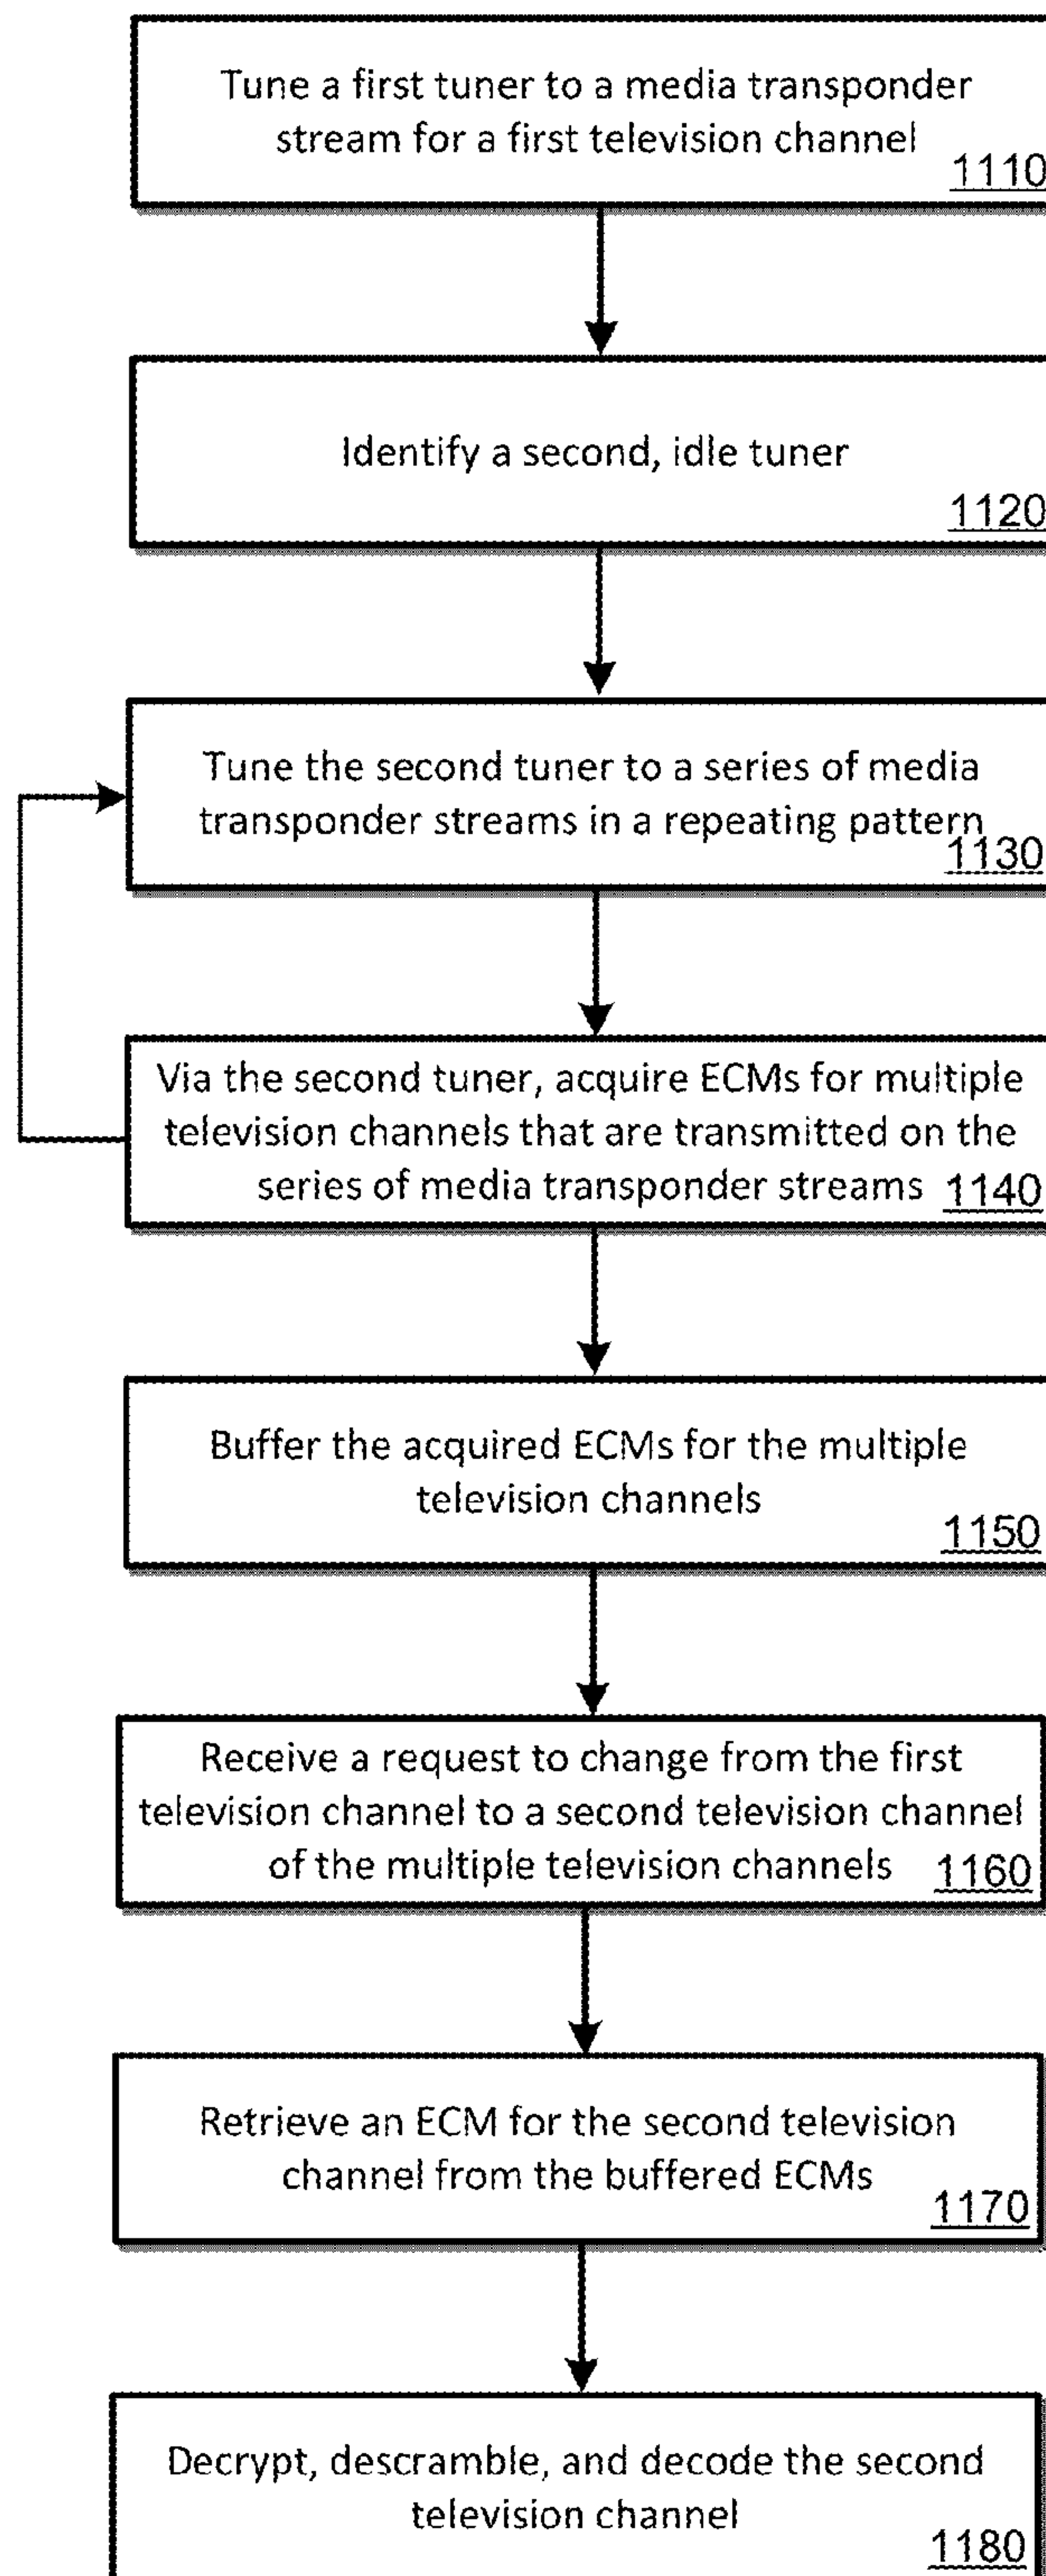 Tune a first tuner to a media transponder
stream for a first television channel
1110
Identify a second, idle tuner
1120
Tune the second tuner to a series of media
transponder streams in a repeating pattern
1130
Via the second tuner, acquire ECMs for multiple
television channels that are transmitted on the
series of media transponder streams 1140
Buffer the acquired ECMs for the multiple
television channels
1150
Receive a request to change from the first
television channel to a second television channel
of the multiple television channels 1160
Retrieve an ECM for the second television
channel from the buffered ECMs
1170
Decrypt, descramble, and decode the second
television channel
1180